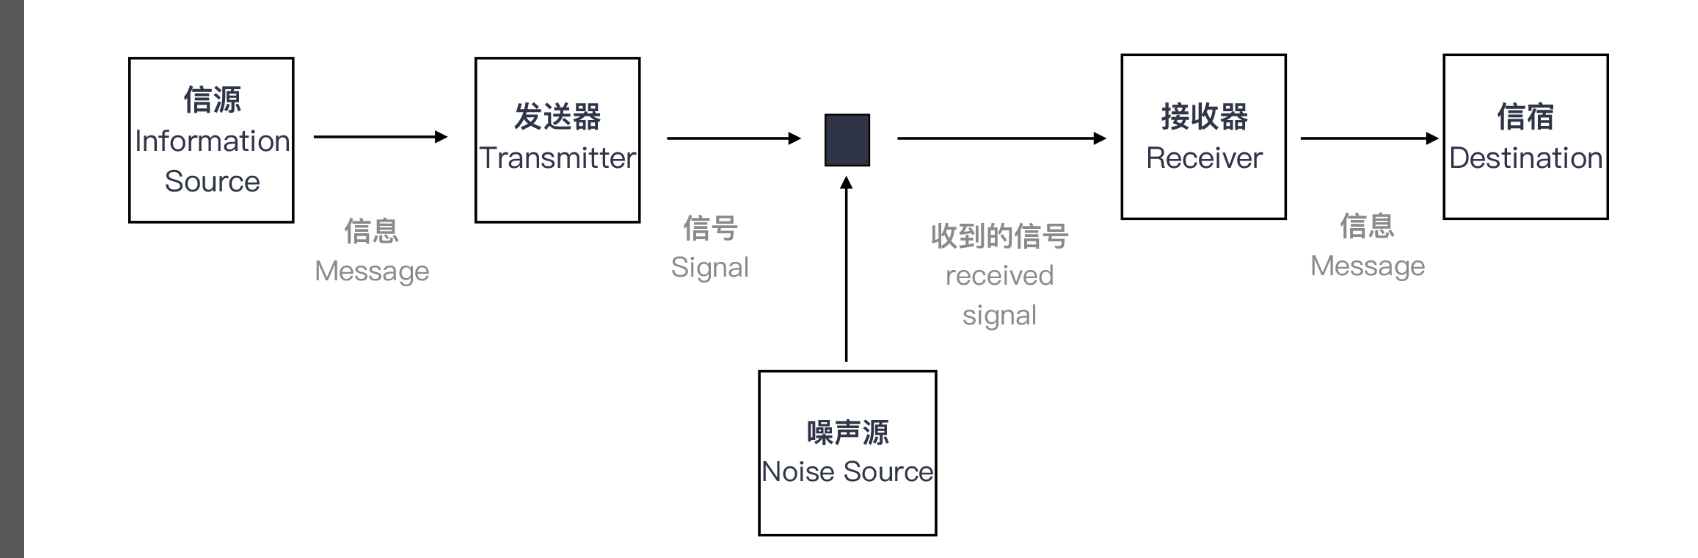 信源
Information
Source
信息
Message
发送器
Transmitter
信号
Signal
收到的信号
received
signal
接收器
Receiver
信息
Message
信宿
Destination
噪声源
Noise Source